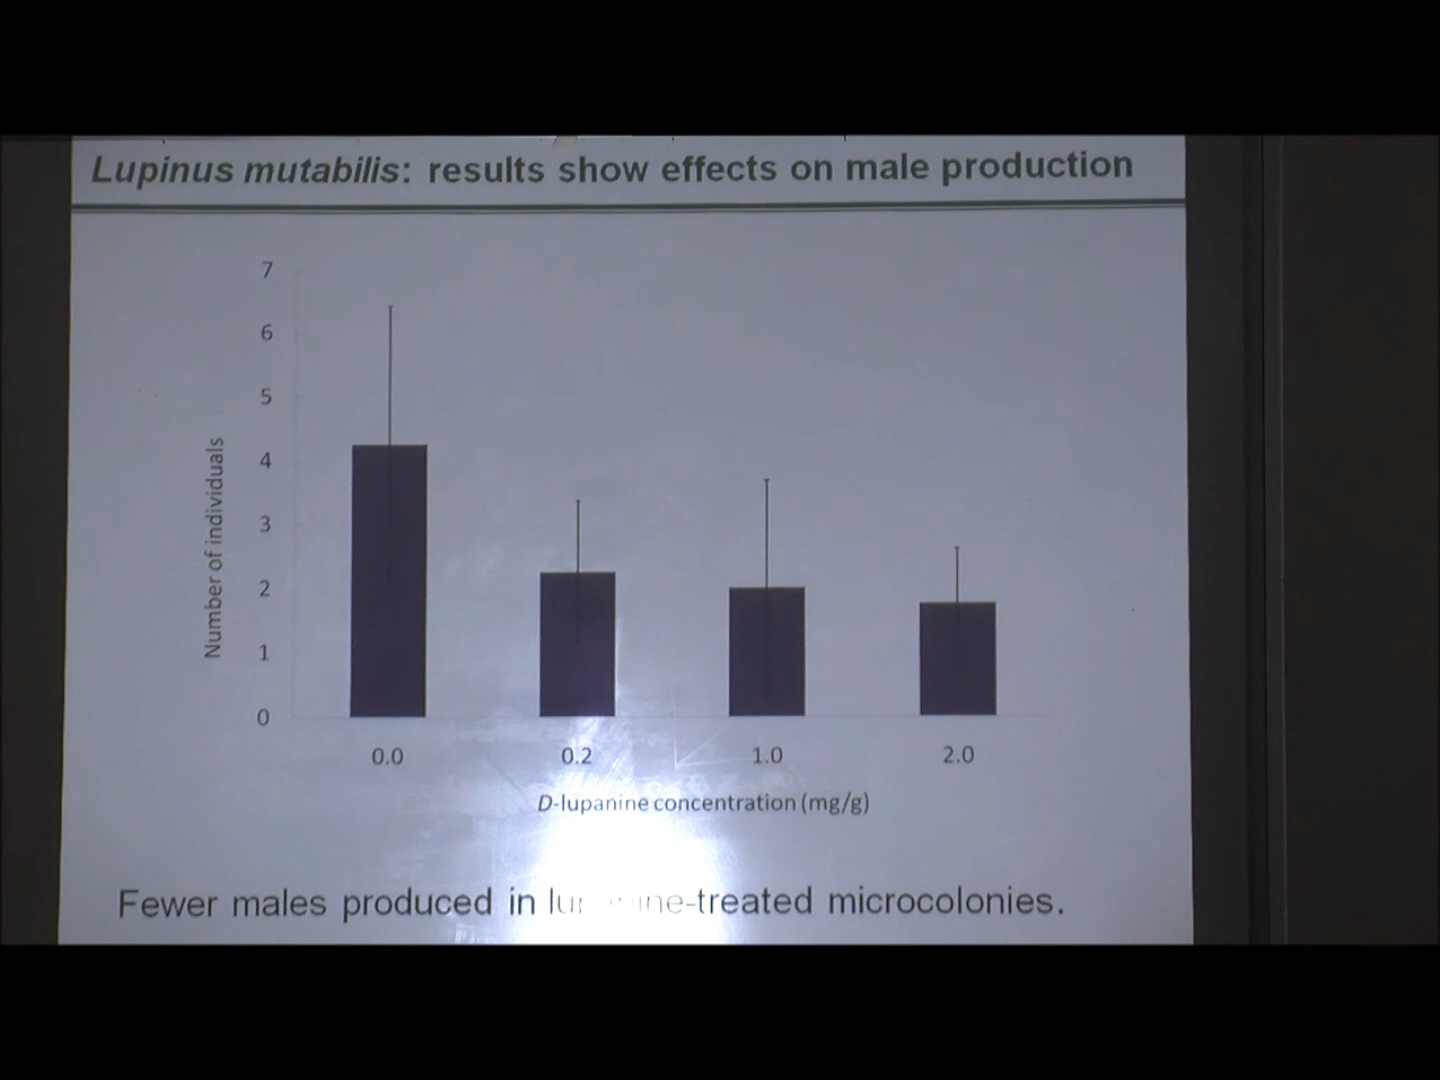 Lupinus mutabilis: results show effects on male production
7
6
5
4
3
2
1
0
Number of individuals
0.0 0.2 1.0 2.0
D-lupanine concentration (mg/g)
Fewer males produced in -treated microcolonies.